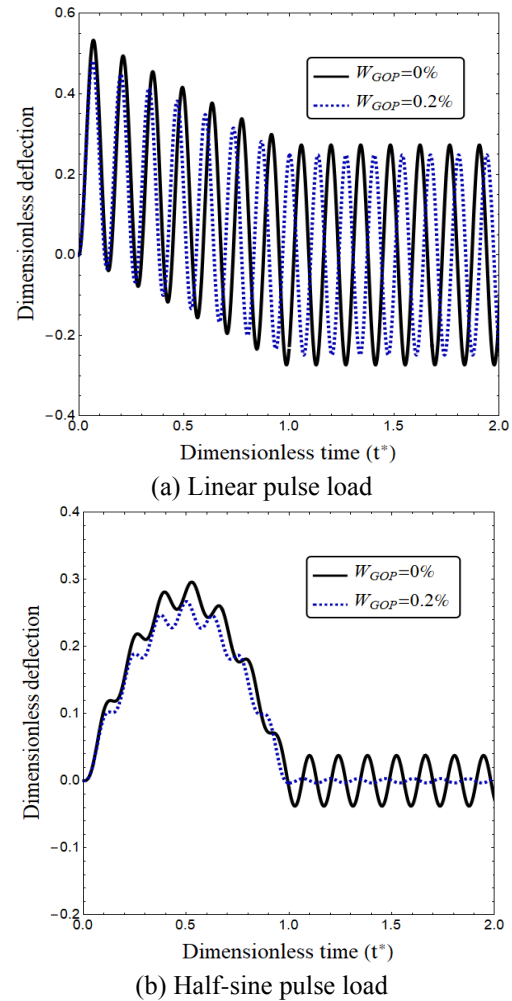 0.6
0.4
0.2
0.0
-0.2
-0.4
Dimensionless deflection
W_GOP=0%
W_GOP=0.2%
0.0 0.5 1.0 1.5 2.0
Dimensionless time (t*)
(a) Linear pulse load
0.4
0.3
0.2
0.1
0.0
-0.1
-0.2
Dimensionless deflection
W_GOP=0%
W_GOP=0.2%
0.0 0.5 1.0 1.5 2.0
Dimensionless time (t*)
(b) Half-sine pulse load